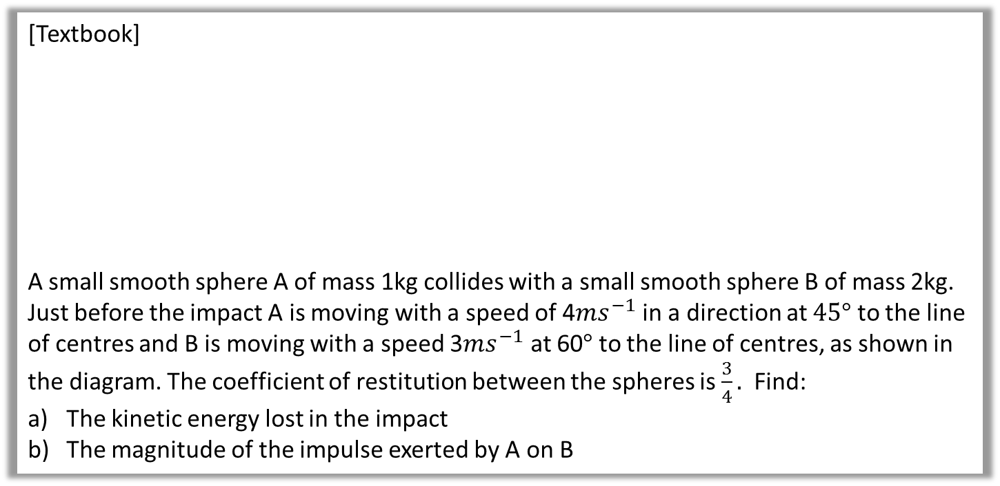 [Textbook]
A small smooth sphere A of mass 1kg collides with a small smooth sphere B of mass 2kg.
Just before the impact A is moving with a speed of 4ms⁻¹ in a direction at 45° to the line
of centres and B is moving with a speed 3ms⁻¹ at 60° to the line of centres, as shown in
the diagram. The coefficient of restitution between the spheres is 3/4. Find:
a) The kinetic energy lost in the impact
b) The magnitude of the impulse exerted by A on B